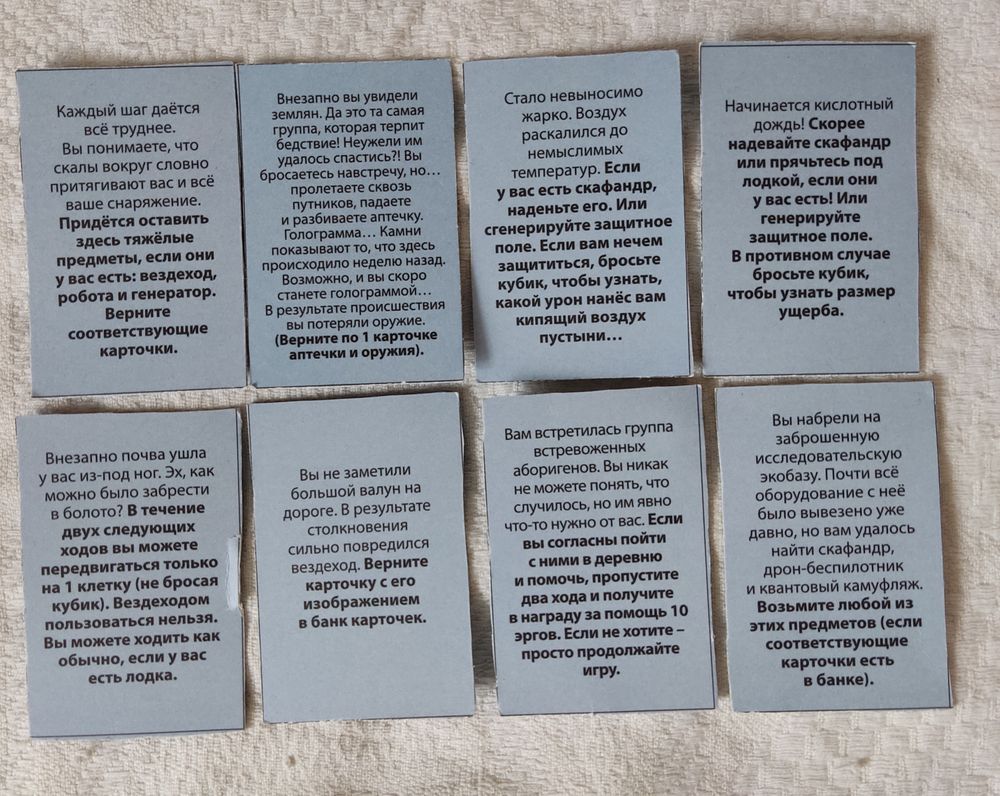 Каждый шаг даётся
всё труднее.
Вы понимаете, что
скалы вокруг словно
притягивают вас и всё
ваше снаряжение.
Придётся оставить
здесь тяжёлые
предметы, если они
у вас есть: вездеход,
робота и генератор.
Верните
соответствующие
карточки.
Внезапно вы увидели
землян. Да это та самая
группа, которая терпит
бедствие! Неужели им
удалось спастись?! Вы
бросаетесь навстречу, но...
пролетаете сквозь
путников, падаете
и разбиваете аптечку.
Голограмма... Камни
показывают то, что здесь
происходило неделю назад.
Возможно, и вы скоро
станете голограммой...
В результате происшествия
вы потеряли оружие.
(Верните по 1 карточке
аптечки и оружия).
Стало невыносимо
жарко. Воздух
раскалился до
немыслимых
температур. Если
у вас есть скафандр,
наденьте его. Или
сгенерируйте защитное
поле. Если вам нечем
защититься, бросьте
кубик, чтобы узнать,
какой урон нанёс вам
кипящий воздух
пустыни...
Начинается кислотный
дождь! Скорее
надевайте скафандр
или прячьтесь под
лодкой, если они
у вас есть! Или
генерируйте
защитное поле.
В противном случае
бросьте кубик,
чтобы узнать размер
ущерба.
Внезапно почва ушла
у вас из-под ног. Эх, как
можно было забрести
в болото? В течение
двух следующих
ходов вы можете
передвигаться только
на 1 клетку (не бросая
кубик). Вездеходом
пользоваться нельзя.
Вы можете ходить как
обычно, если у вас
есть лодка.
Вы не заметили
большой валун на
дороге. В результате
столкновения
сильно повредился
вездеход. Верните
карточку с его
изображением
в банк карточек.
Вам встретилась группа
встревоженных
аборигенов. Вы никак
не можете понять, что
случилось, но им явно
что-то нужно от вас. Если
вы согласны пойти
с ними в деревню
и помочь, пропустите
два хода и получите
в награду за помощь 10
эргов. Если не хотите –
просто продолжайте
игру.
Вы набрели на
заброшенную
исследовательскую
экобазу. Почти всё
оборудование с неё
было вывезено уже
давно, но вам удалось
найти скафандр,
дрон-беспилотник
и квантовый камуфляж.
Возьмите любой из
этих предметов (если
соответствующие
карточки есть
в банке).